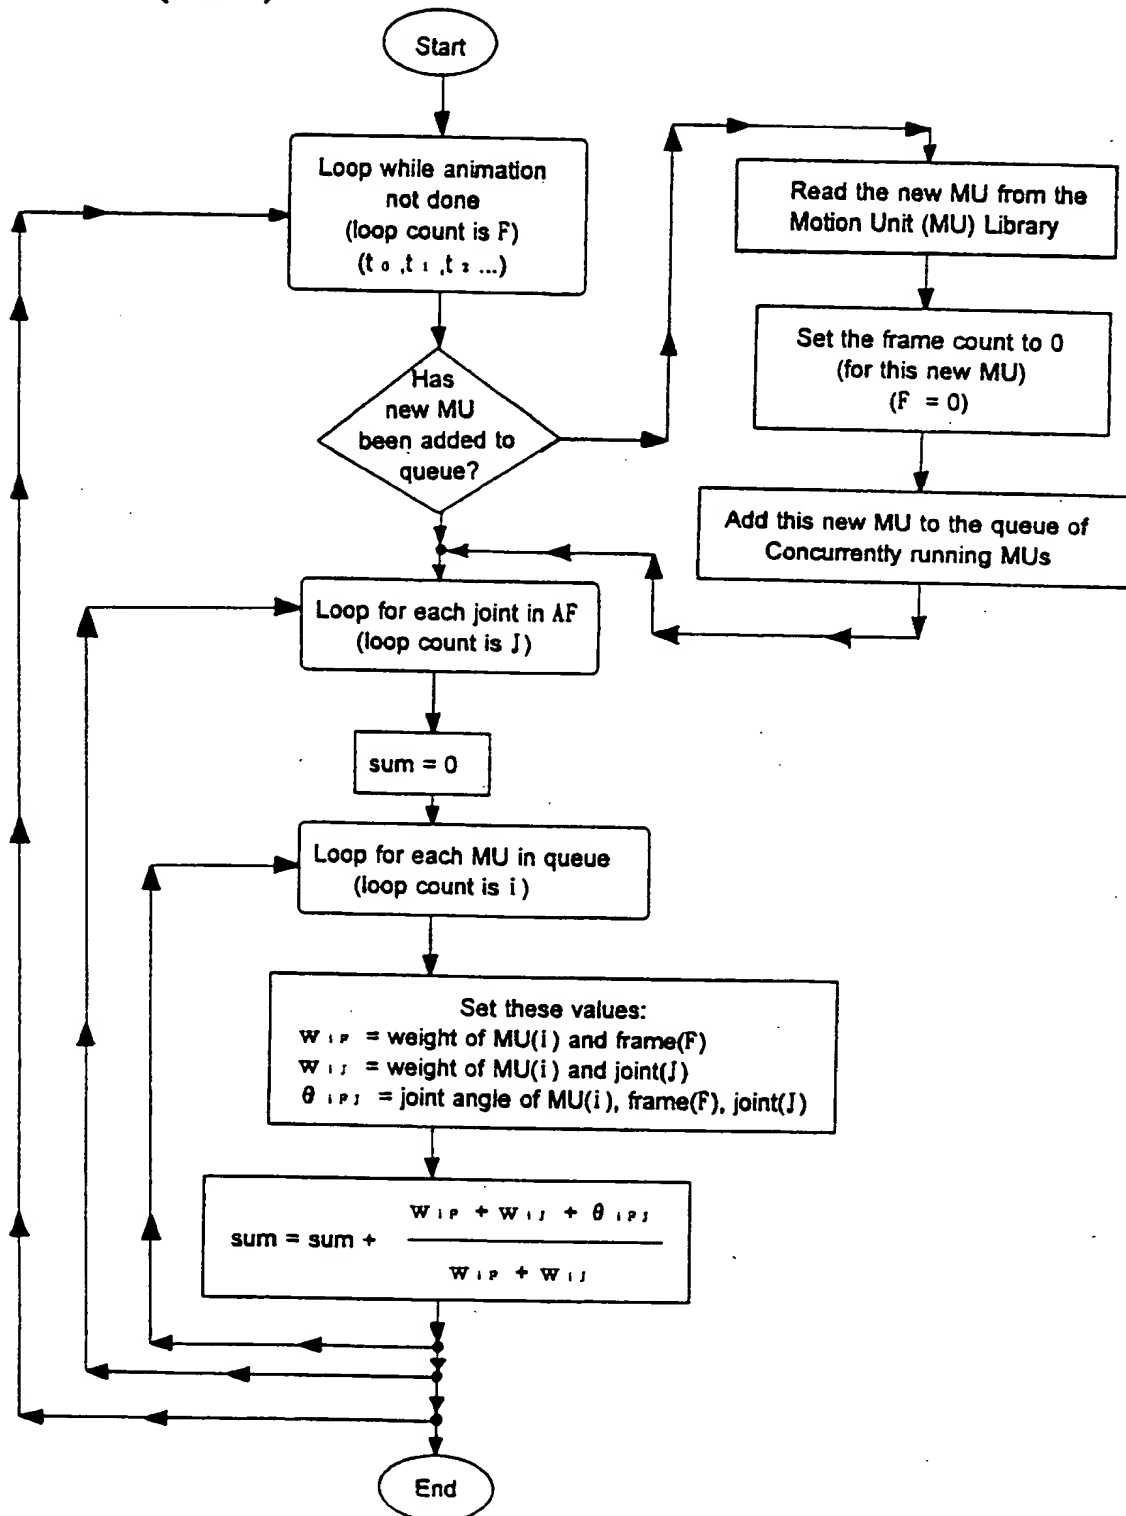 Start
Loop while animation
not done
(loop count is F)
(t 0 ,t 1 ,t 2 ...)
Has
new MU
been added to
queue?
Read the new MU from the
Motion Unit (MU) Library
Set the frame count to 0
(for this new MU)
(F = 0)
Add this new MU to the queue of
Concurrently running MUs
Loop for each joint in AF
(loop count is J)
sum = 0
Loop for each MU in queue
(loop count is i)
Set these values:
w iF = weight of MU(i) and frame(F)
w iJ = weight of MU(i) and joint(J)
θ iFJ = joint angle of MU(i), frame(F), joint(J)
w iF + w iJ + θ iFJ
sum = sum +
w iF + w iJ
End